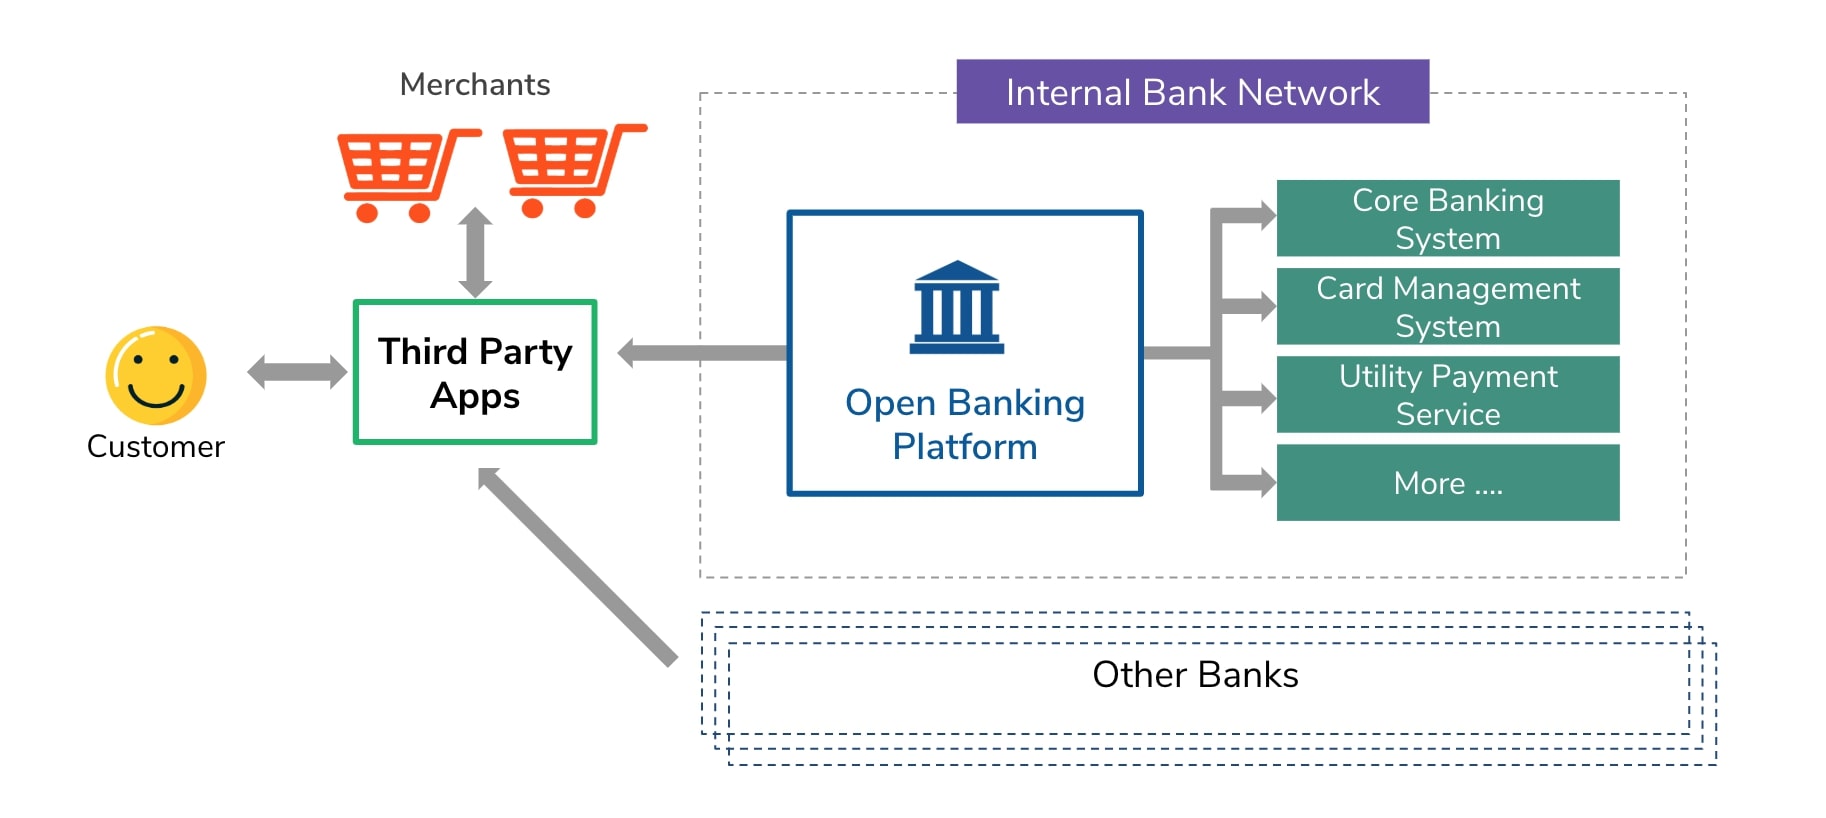 Merchants
Internal Bank Network
Core Banking
System
Card Management
System
Third Party
Apps
Utility Payment
Service
Open Banking
Platform
Customer
More ....
Other Banks